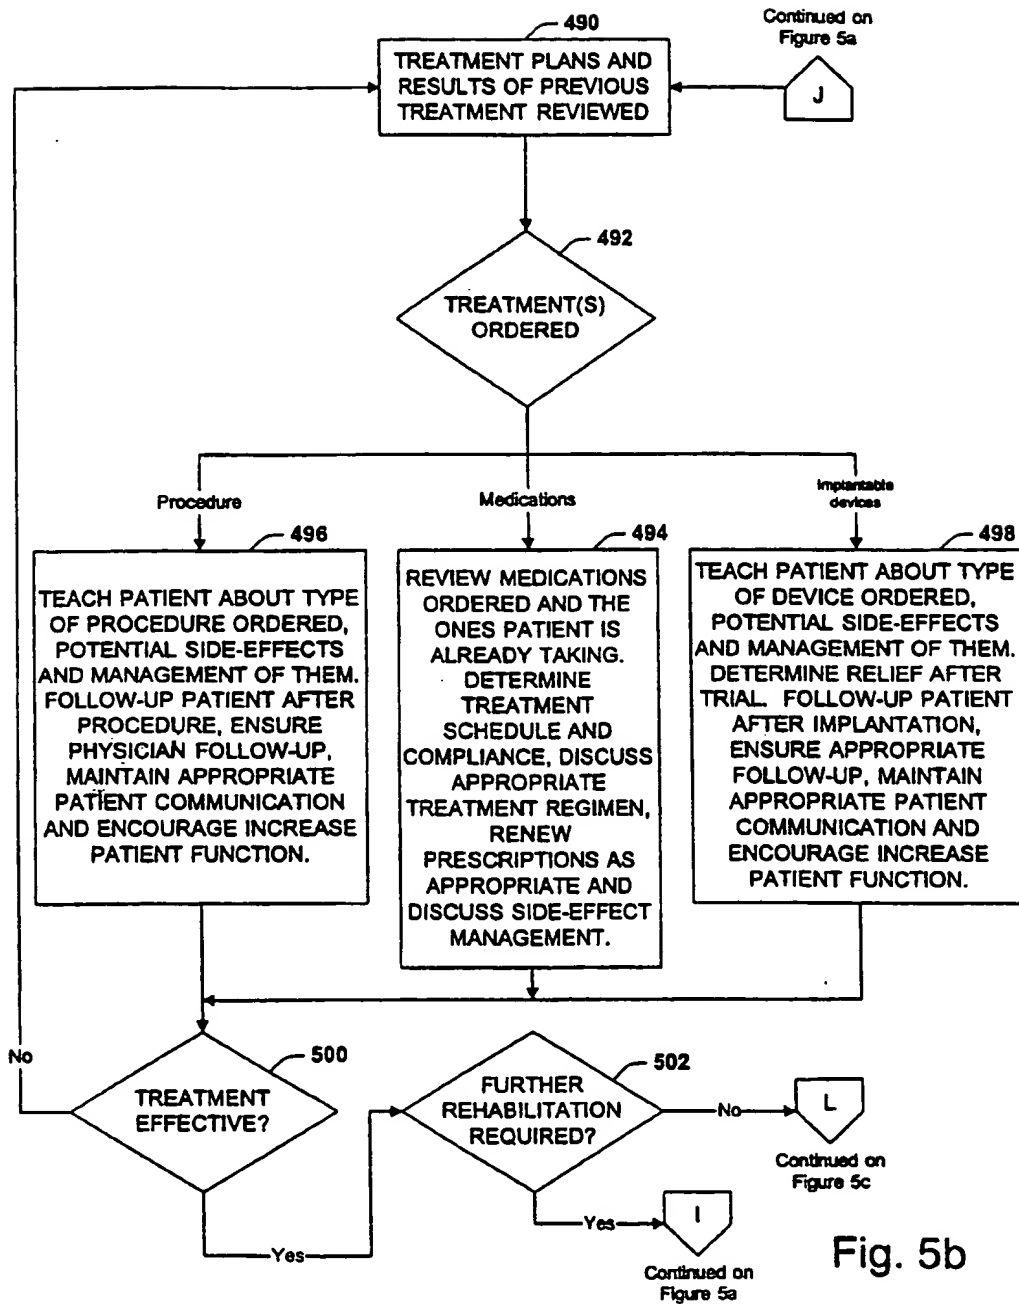 490
Continued on
Figure 5a
TREATMENT PLANS AND
RESULTS OF PREVIOUS
TREATMENT REVIEWED
J
492
TREATMENT(S)
ORDERED
Procedure
Medications
Implantable
devices
496
TEACH PATIENT ABOUT TYPE
OF PROCEDURE ORDERED,
POTENTIAL SIDE-EFFECTS
AND MANAGEMENT OF THEM.
FOLLOW-UP PATIENT AFTER
PROCEDURE, ENSURE
PHYSICIAN FOLLOW-UP,
MAINTAIN APPROPRIATE
PATIENT COMMUNICATION
AND ENCOURAGE INCREASE
PATIENT FUNCTION.
494
REVIEW MEDICATIONS
ORDERED AND THE
ONES PATIENT IS
ALREADY TAKING.
DETERMINE
TREATMENT
SCHEDULE AND
COMPLIANCE, DISCUSS
APPROPRIATE
TREATMENT REGIMEN,
RENEW
PRESCRIPTIONS AS
APPROPRIATE AND
DISCUSS SIDE-EFFECT
MANAGEMENT.
498
TEACH PATIENT ABOUT TYPE
OF DEVICE ORDERED,
POTENTIAL SIDE-EFFECTS
AND MANAGEMENT OF THEM.
DETERMINE RELIEF AFTER
TRIAL. FOLLOW-UP PATIENT
AFTER IMPLANTATION,
ENSURE APPROPRIATE
FOLLOW-UP, MAINTAIN
APPROPRIATE PATIENT
COMMUNICATION AND
ENCOURAGE INCREASE
PATIENT FUNCTION.
No
500
TREATMENT
EFFECTIVE?
Yes
502
FURTHER
REHABILITATION
REQUIRED?
No
L
Continued on
Figure 5c
Yes
I
Continued on
Figure 5a
Fig. 5b